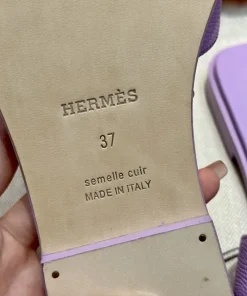 HERMÈS
37
semelle cuir
MADE IN ITALY